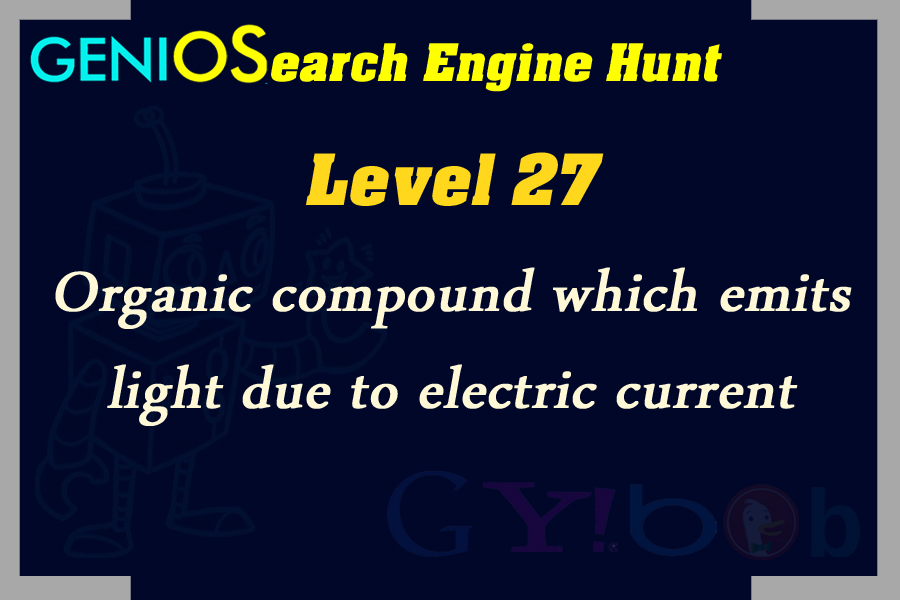 GENIOSearch Engine Hunt
Level 27
Organic compound which emits
light due to electric current
G Y! b b